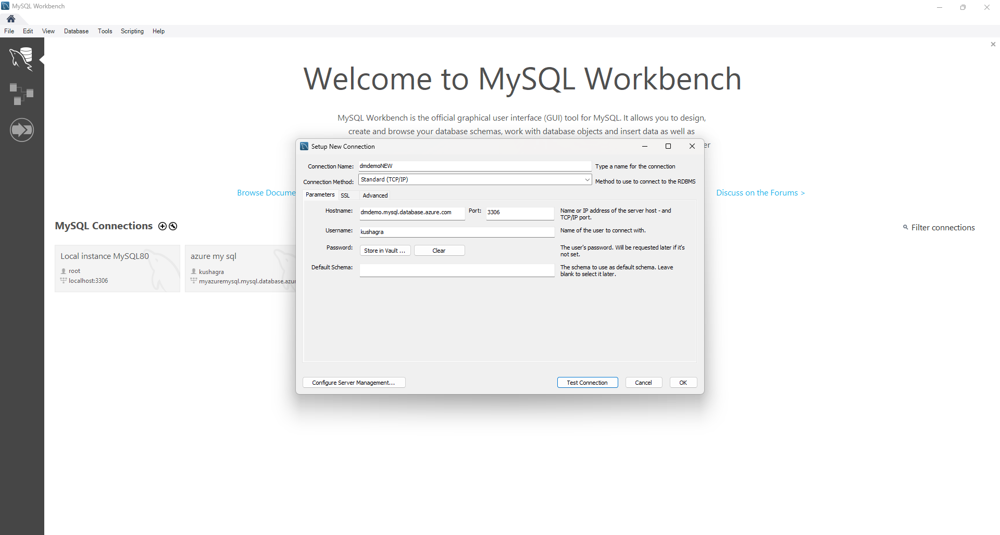 MySQL Workbench
File Edit View Database Tools Scripting Help
Welcome to MySQL Workbench
MySQL Workbench is the official graphical user interface (GUI) tool for MySQL. It allows you to design,
create and browse your database schemas, work with database objects and insert data as well as
er
Browse Docume
Discuss on the Forums >
MySQL Connections
Filter connections
Local instance MySQL80
root
localhost:3306
azure my sql
kushagra
myazuremysql.mysql.database.azur
Setup New Connection
Connection Name: dmdemoNEW Type a name for the connection
Connection Method: Standard (TCP/IP) Method to use to connect to the RDBMS
Parameters SSL Advanced
Hostname: dmdemo.mysql.database.azure.com Port: 3306 Name or IP address of the server host - and
TCP/IP port.
Username: kushagra Name of the user to connect with.
Password: Store in Vault ... Clear The user's password. Will be requested later if it's
not set.
Default Schema: The schema to use as default schema. Leave
blank to select it later.
Configure Server Management... Test Connection Cancel OK